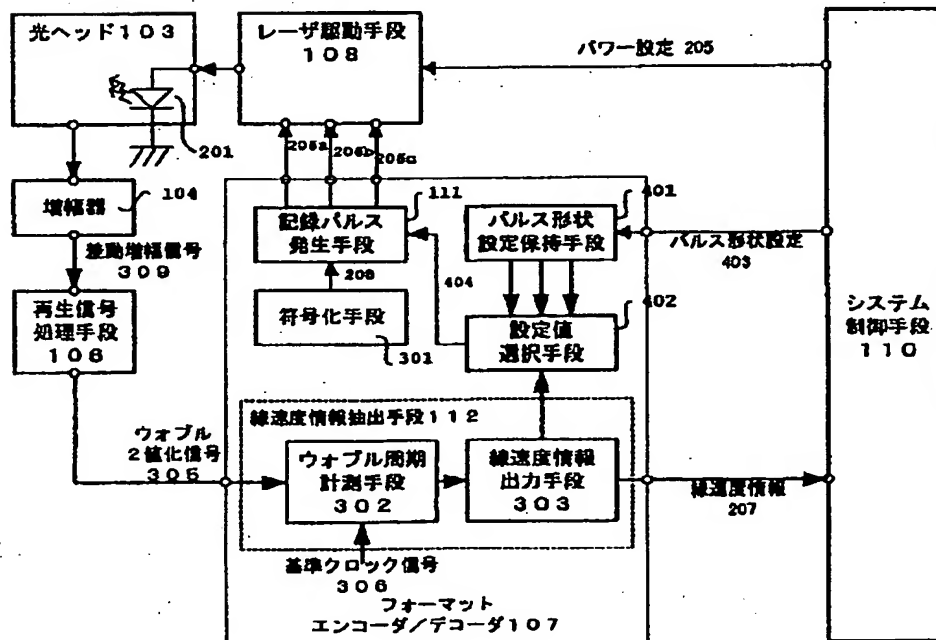 光ヘッド103
201
レーザ駆動手段
108
パワー設定 205
205a
205b
205c
増幅器
104
差動増幅信号
309
再生信号
処理手段
106
記録パルス
発生手段
111
208
符号化手段
301
404
パルス形状
設定保持手段
401
設定値
選択手段
402
パルス形状設定
403
システム
制御手段
110
ウォブル
2値化信号
305
線速度情報抽出手段112
ウォブル周期
計測手段
302
線速度情報
出力手段
303
線速度情報
207
基準クロック信号
306
フォーマット
エンコーダ/デコーダ107